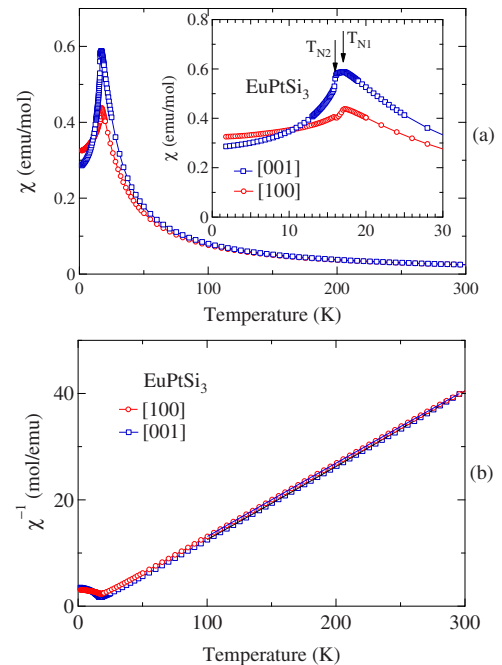 0.6
0.4
0.2
0
χ (emu/mol)
0 100 200 300
Temperature (K)
0.8
0.6
0.4
0.2
0
χ (emu/mol)
0 10 20 30
T_N2 T_N1
EuPtSi₃
[001]
[100]
(a)
40
20
0
χ⁻¹ (mol/emu)
0 100 200 300
Temperature (K)
EuPtSi₃
[100]
[001]
(b)